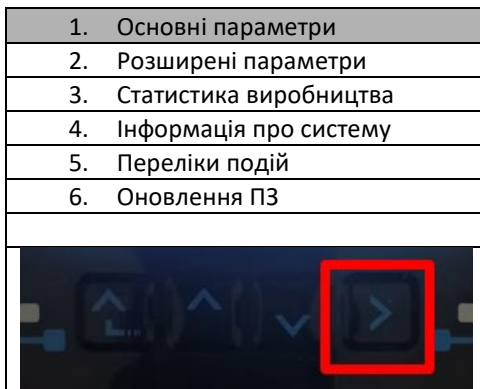 1. Основні параметри
2. Розширені параметри
3. Статистика виробництва
4. Інформація про систему
5. Переліки подій
6. Оновлення ПЗ